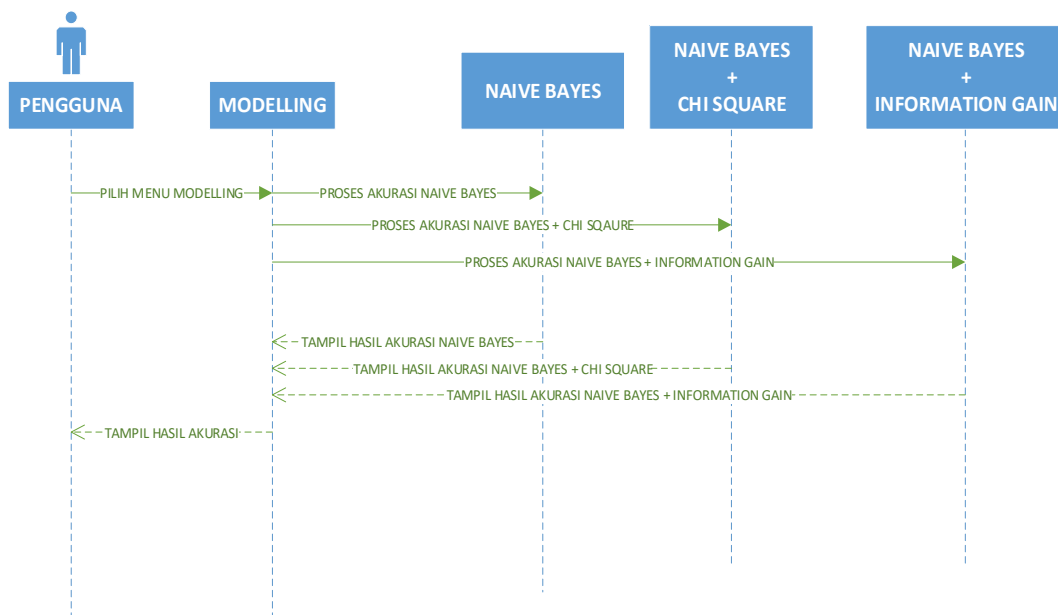 PENGGUNA
MODELLING
NAIVE BAYES
NAIVE BAYES
+
CHI SQUARE
NAIVE BAYES
+
INFORMATION GAIN
PILIH MENU MODELLING
PROSES AKURASI NAIVE BAYES
PROSES AKURASI NAIVE BAYES + CHI SQAURE
PROSES AKURASI NAIVE BAYES + INFORMATION GAIN
TAMPIL HASIL AKURASI NAIVE BAYES
TAMPIL HASIL AKURASI NAIVE BAYES + CHI SQUARE
TAMPIL HASIL AKURASI NAIVE BAYES + INFORMATION GAIN
TAMPIL HASIL AKURASI